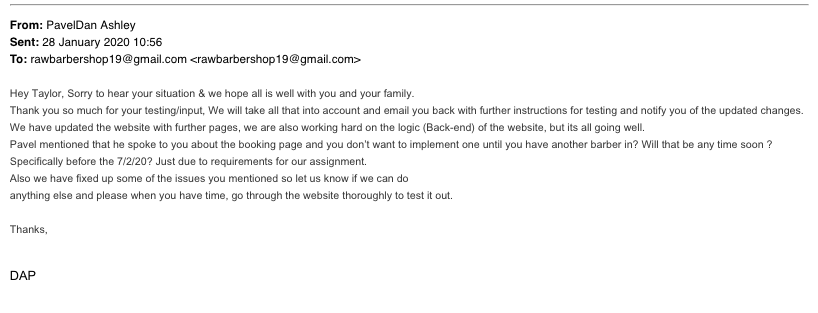 From: PavelDan Ashley
Sent: 28 January 2020 10:56
To: rawbarbershop19@gmail.com <rawbarbershop19@gmail.com>
Hey Taylor, Sorry to hear your situation & we hope all is well with you and your family.
Thank you so much for your testing/input, We will take all that into account and email you back with further instructions for testing and notify you of the updated changes.
We have updated the website with further pages, we are also working hard on the logic (Back-end) of the website, but its all going well.
Pavel mentioned that he spoke to you about the booking page and you don't want to implement one until you have another barber in? Will that be any time soon ?
Specifically before the 7/2/20? Just due to requirements for our assignment.
Also we have fixed up some of the issues you mentioned so let us know if we can do
anything else and please when you have time, go through the website thoroughly to test it out.
Thanks,
DAP